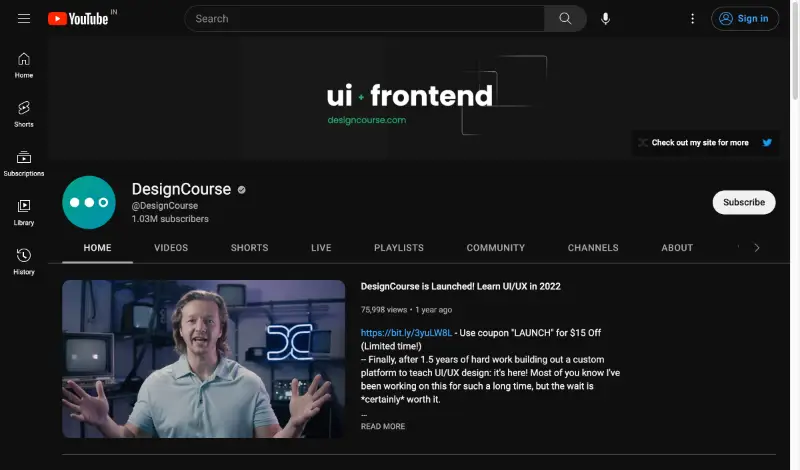 YouTube IN
Search
Sign in
Home
Shorts
Subscriptions
Library
History
ui frontend
designcourse.com
Check out my site for more
DesignCourse
@DesignCourse
1.03M subscribers
Subscribe
HOME VIDEOS SHORTS LIVE PLAYLISTS COMMUNITY CHANNELS ABOUT
DesignCourse is Launched! Learn UI/UX in 2022
75,998 views • 1 year ago
https://bit.ly/3yuLW8L - Use coupon "LAUNCH" for $15 Off
(Limited time!)
-- Finally, after 1.5 years of hard work building out a custom
platform to teach UI/UX design: it's here! Most of you know I've
been working on this for such a long time, but the wait is
*certainly* worth it.
...
READ MORE